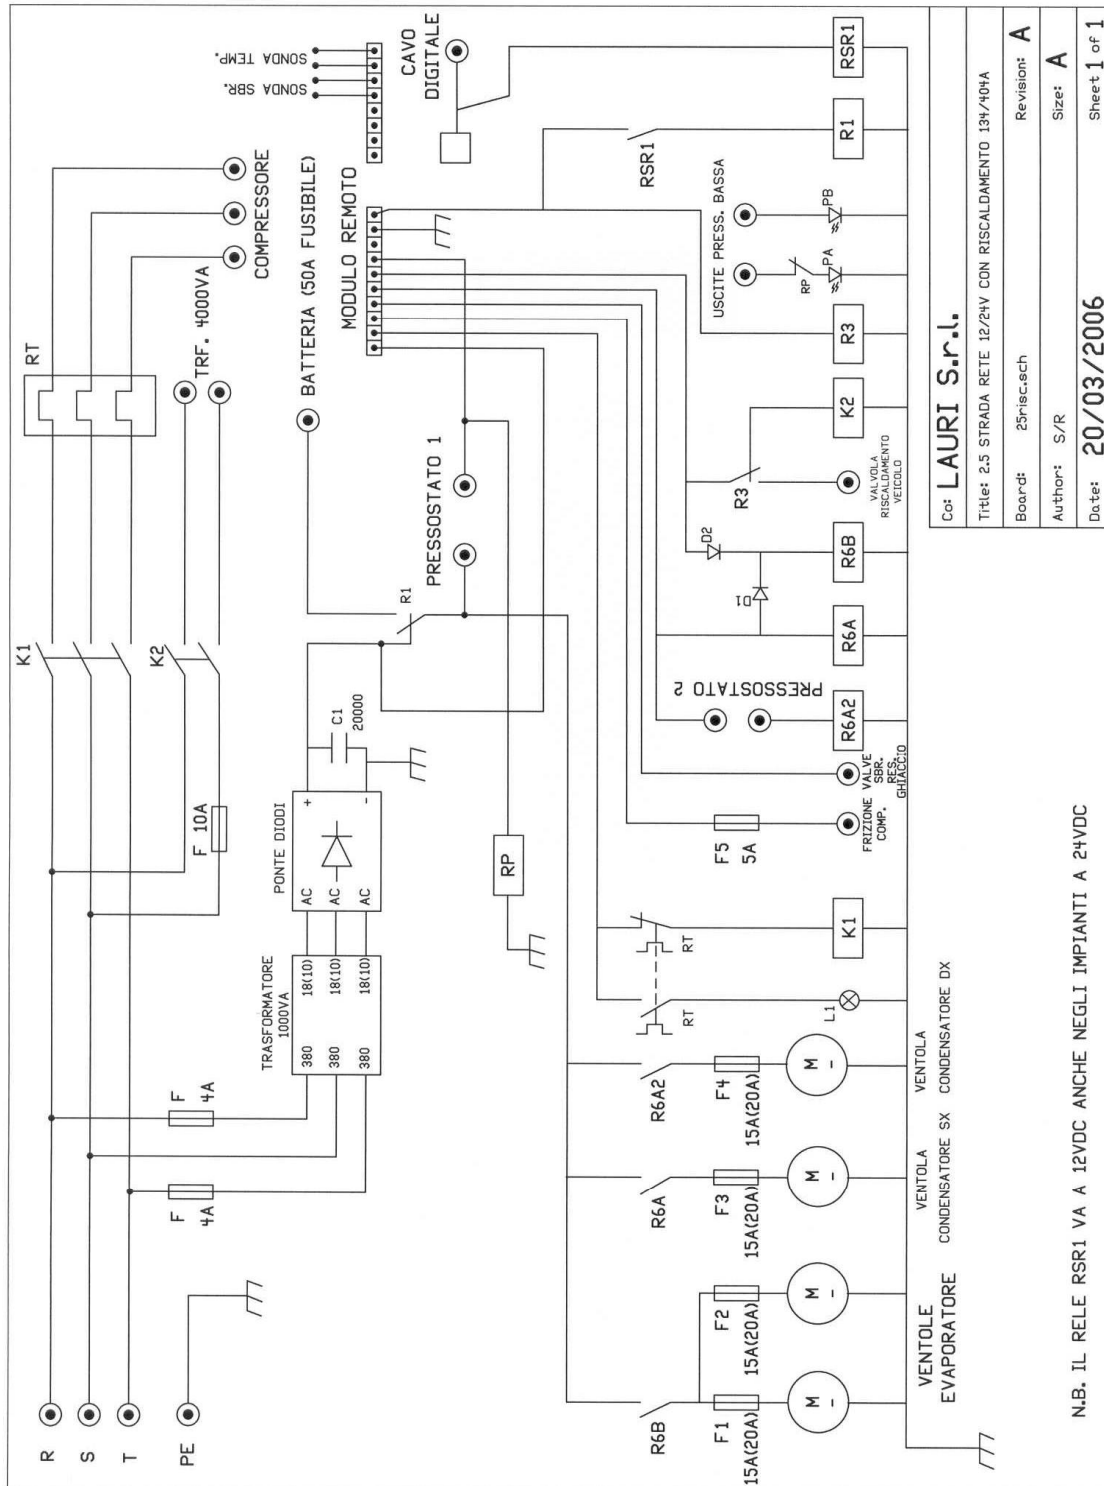 R
S
T
PE
F
4A
F
4A
TRASFORMATORE
1000VA
380
380
380
18(10)
18(10)
18(10)
PONTE DIODI
AC
AC
AC
+
-
C1
20000
F 10A
K1
K2
RT
TRF. 4000VA
COMPRESSORE
SONDA TEMP.
SONDA SBR.
CAVO
DIGITALE
BATTERIA (50A FUSIBILE)
MODULO REMOTO
R1
PRESSOSTATO 1
RP
R6B
F1
15A(20A)
M
-
F2
15A(20A)
M
-
VENTOLE
EVAPORATORE
R6A
F3
15A(20A)
M
-
VENTOLA
CONDENSATORE SX
R6A2
F4
15A(20A)
M
-
VENTOLA
CONDENSATORE DX
RT
L1
RT
K1
F5
5A
FRIZIONE
COMP.
VALVE
SBR.
RES.
GHIACCIO
PRESSOSTATO 2
R6A2
R6A
D1
D2
R6B
R3
VALVOLA
RISCALDAMENTO
VEICOLO
K2
R3
USCITE PRESS. BASSA
RP
PA
PB
RSR1
R1
RSR1
Co: LAURI S.r.l.
Title: 2.5 STRADA RETE 12/24V CON RISCALDAMENTO 134/404A
Board: 25risc.sch
Revision: A
Author: S/R
Size: A
Date: 20/03/2006
Sheet 1 of 1
N.B. IL RELE RSR1 VA A 12VDC ANCHE NEGLI IMPIANTI A 24VDC